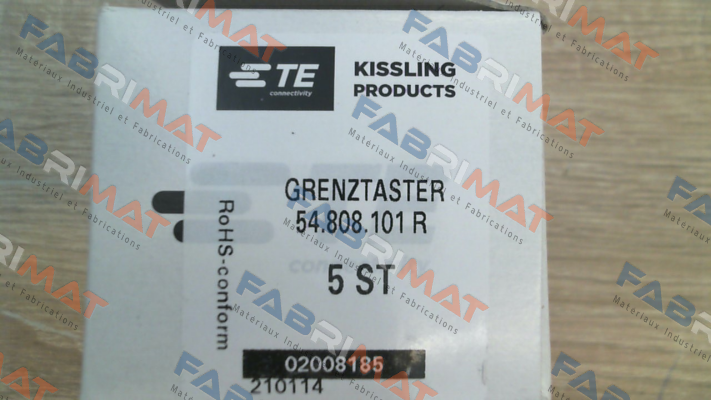 TE
connectivity
KISSLING
PRODUCTS
GRENZTASTER
54.808.101 R
5 ST
RoHS-conform
02008185
210114
FABRIMAT
Materiaux Industriel et Fabrications